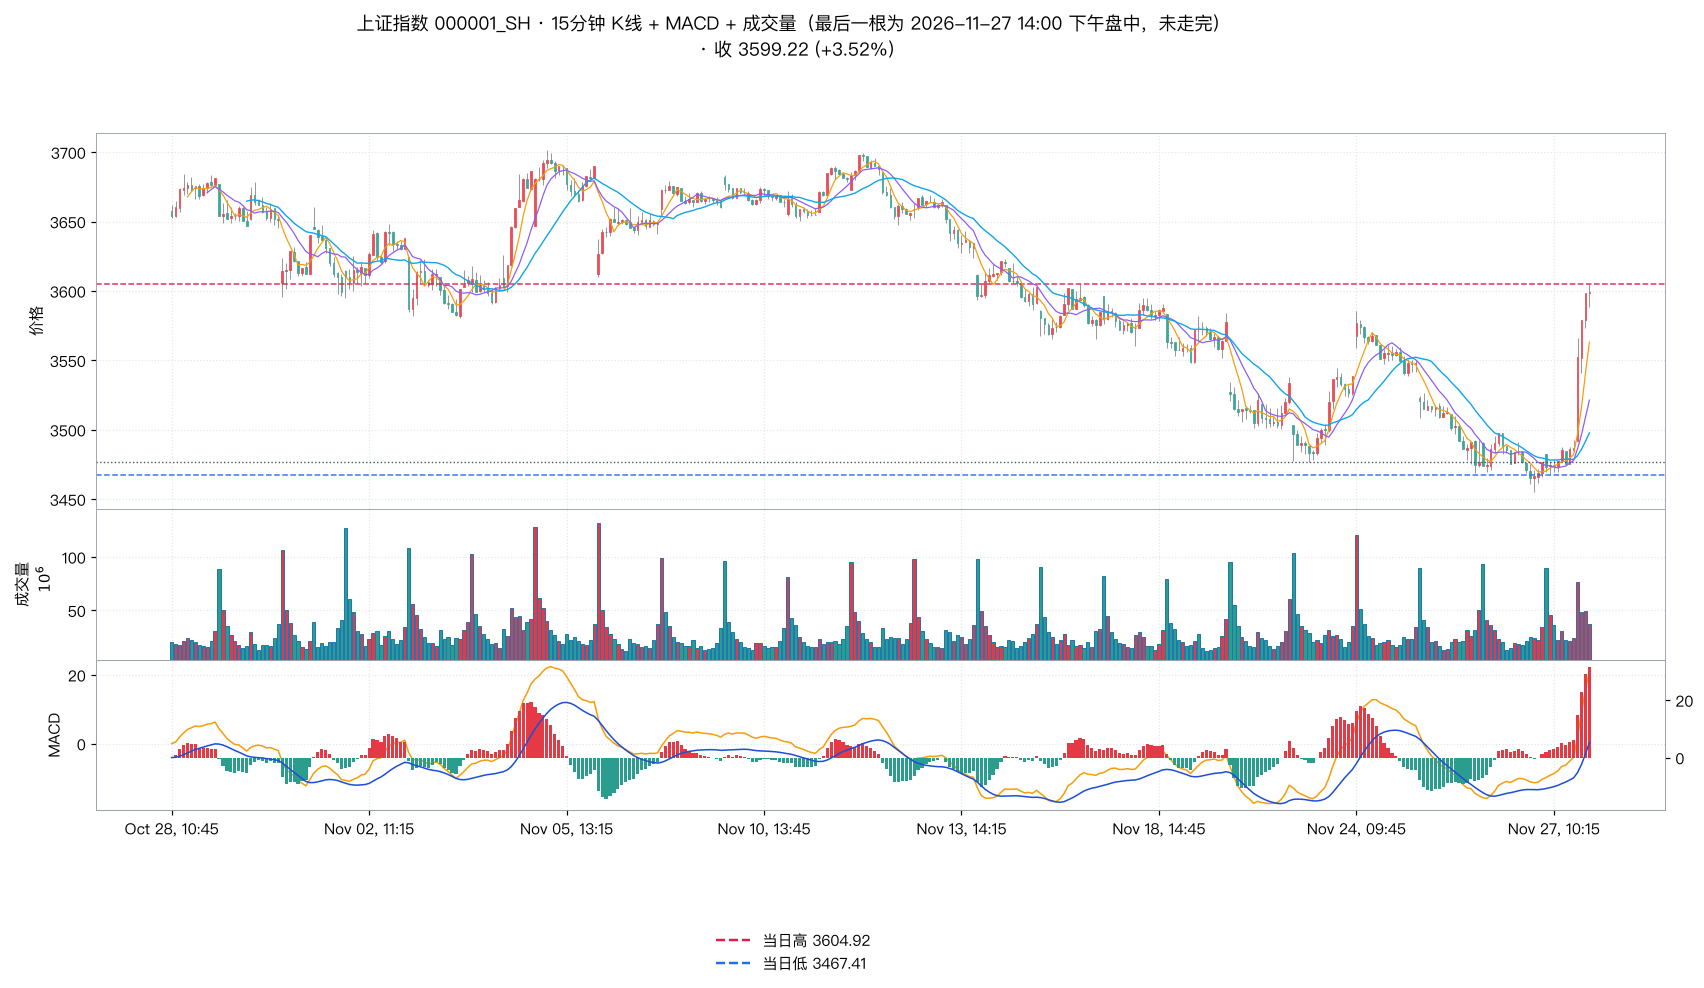 上证指数 000001_SH · 15分钟 K线 + MACD + 成交量（最后一根为 2026−11−27 14:00 下午盘中，未走完）
· 收 3599.22 (+3.52%)
3700
3650
3600
3550
3500
3450
价格
100
50
成交量
10⁶
20
0
MACD
20
0
Oct 28, 10:45
Nov 02, 11:15
Nov 05, 13:15
Nov 10, 13:45
Nov 13, 14:15
Nov 18, 14:45
Nov 24, 09:45
Nov 27, 10:15
当日高 3604.92
当日低 3467.41